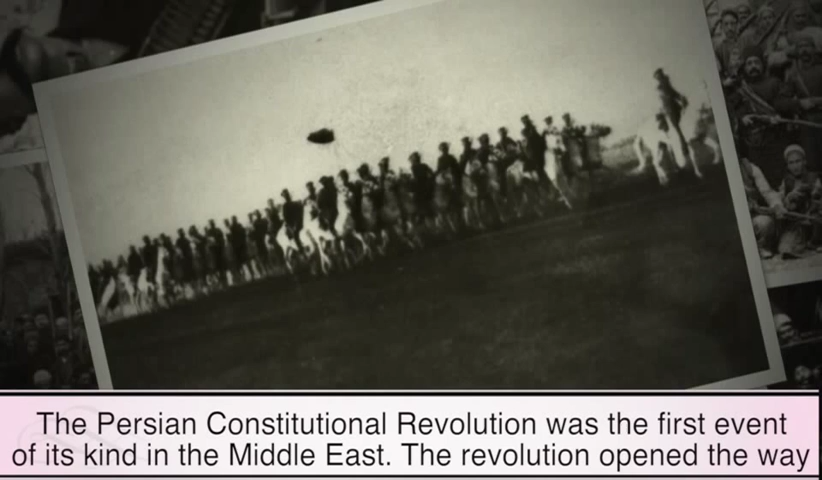 The Persian Constitutional Revolution was the first event
of its kind in the Middle East. The revolution opened the way